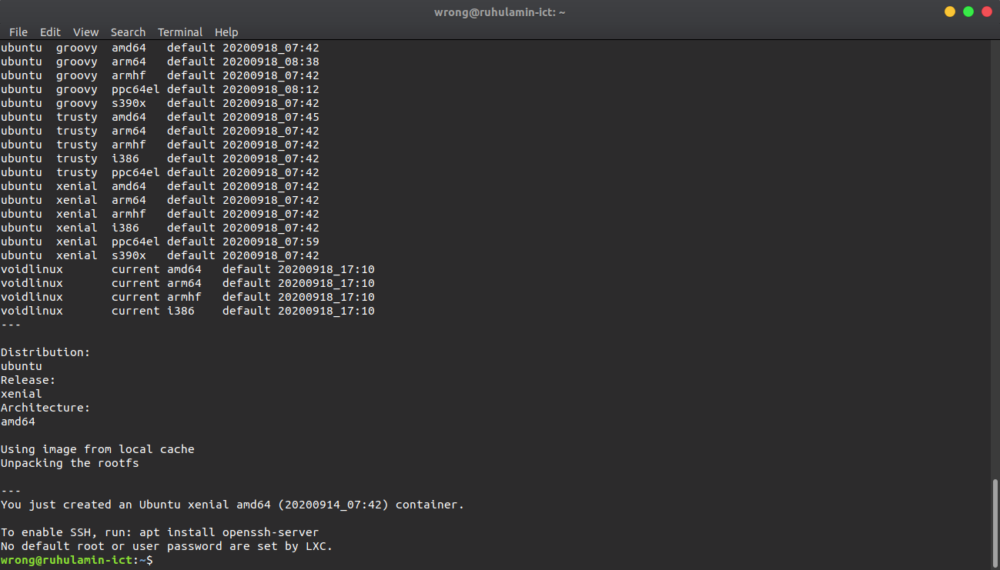 wrong@ruhulamin-ict: ~
File Edit View Search Terminal Help
ubuntu groovy amd64 default 20200918_07:42
ubuntu groovy arm64 default 20200918_08:38
ubuntu groovy armhf default 20200918_07:42
ubuntu groovy ppc64el default 20200918_08:12
ubuntu groovy s390x default 20200918_07:42
ubuntu trusty amd64 default 20200918_07:45
ubuntu trusty arm64 default 20200918_07:42
ubuntu trusty armhf default 20200918_07:42
ubuntu trusty i386 default 20200918_07:42
ubuntu trusty ppc64el default 20200918_07:42
ubuntu xenial amd64 default 20200918_07:42
ubuntu xenial arm64 default 20200918_07:42
ubuntu xenial armhf default 20200918_07:42
ubuntu xenial i386 default 20200918_07:42
ubuntu xenial ppc64el default 20200918_07:59
ubuntu xenial s390x default 20200918_07:42
voidlinux current amd64 default 20200918_17:10
voidlinux current arm64 default 20200918_17:10
voidlinux current armhf default 20200918_17:10
voidlinux current i386 default 20200918_17:10
---
Distribution:
ubuntu
Release:
xenial
Architecture:
amd64
Using image from local cache
Unpacking the rootfs
---
You just created an Ubuntu xenial amd64 (20200914_07:42) container.
To enable SSH, run: apt install openssh-server
No default root or user password are set by LXC.
wrong@ruhulamin-ict:~$